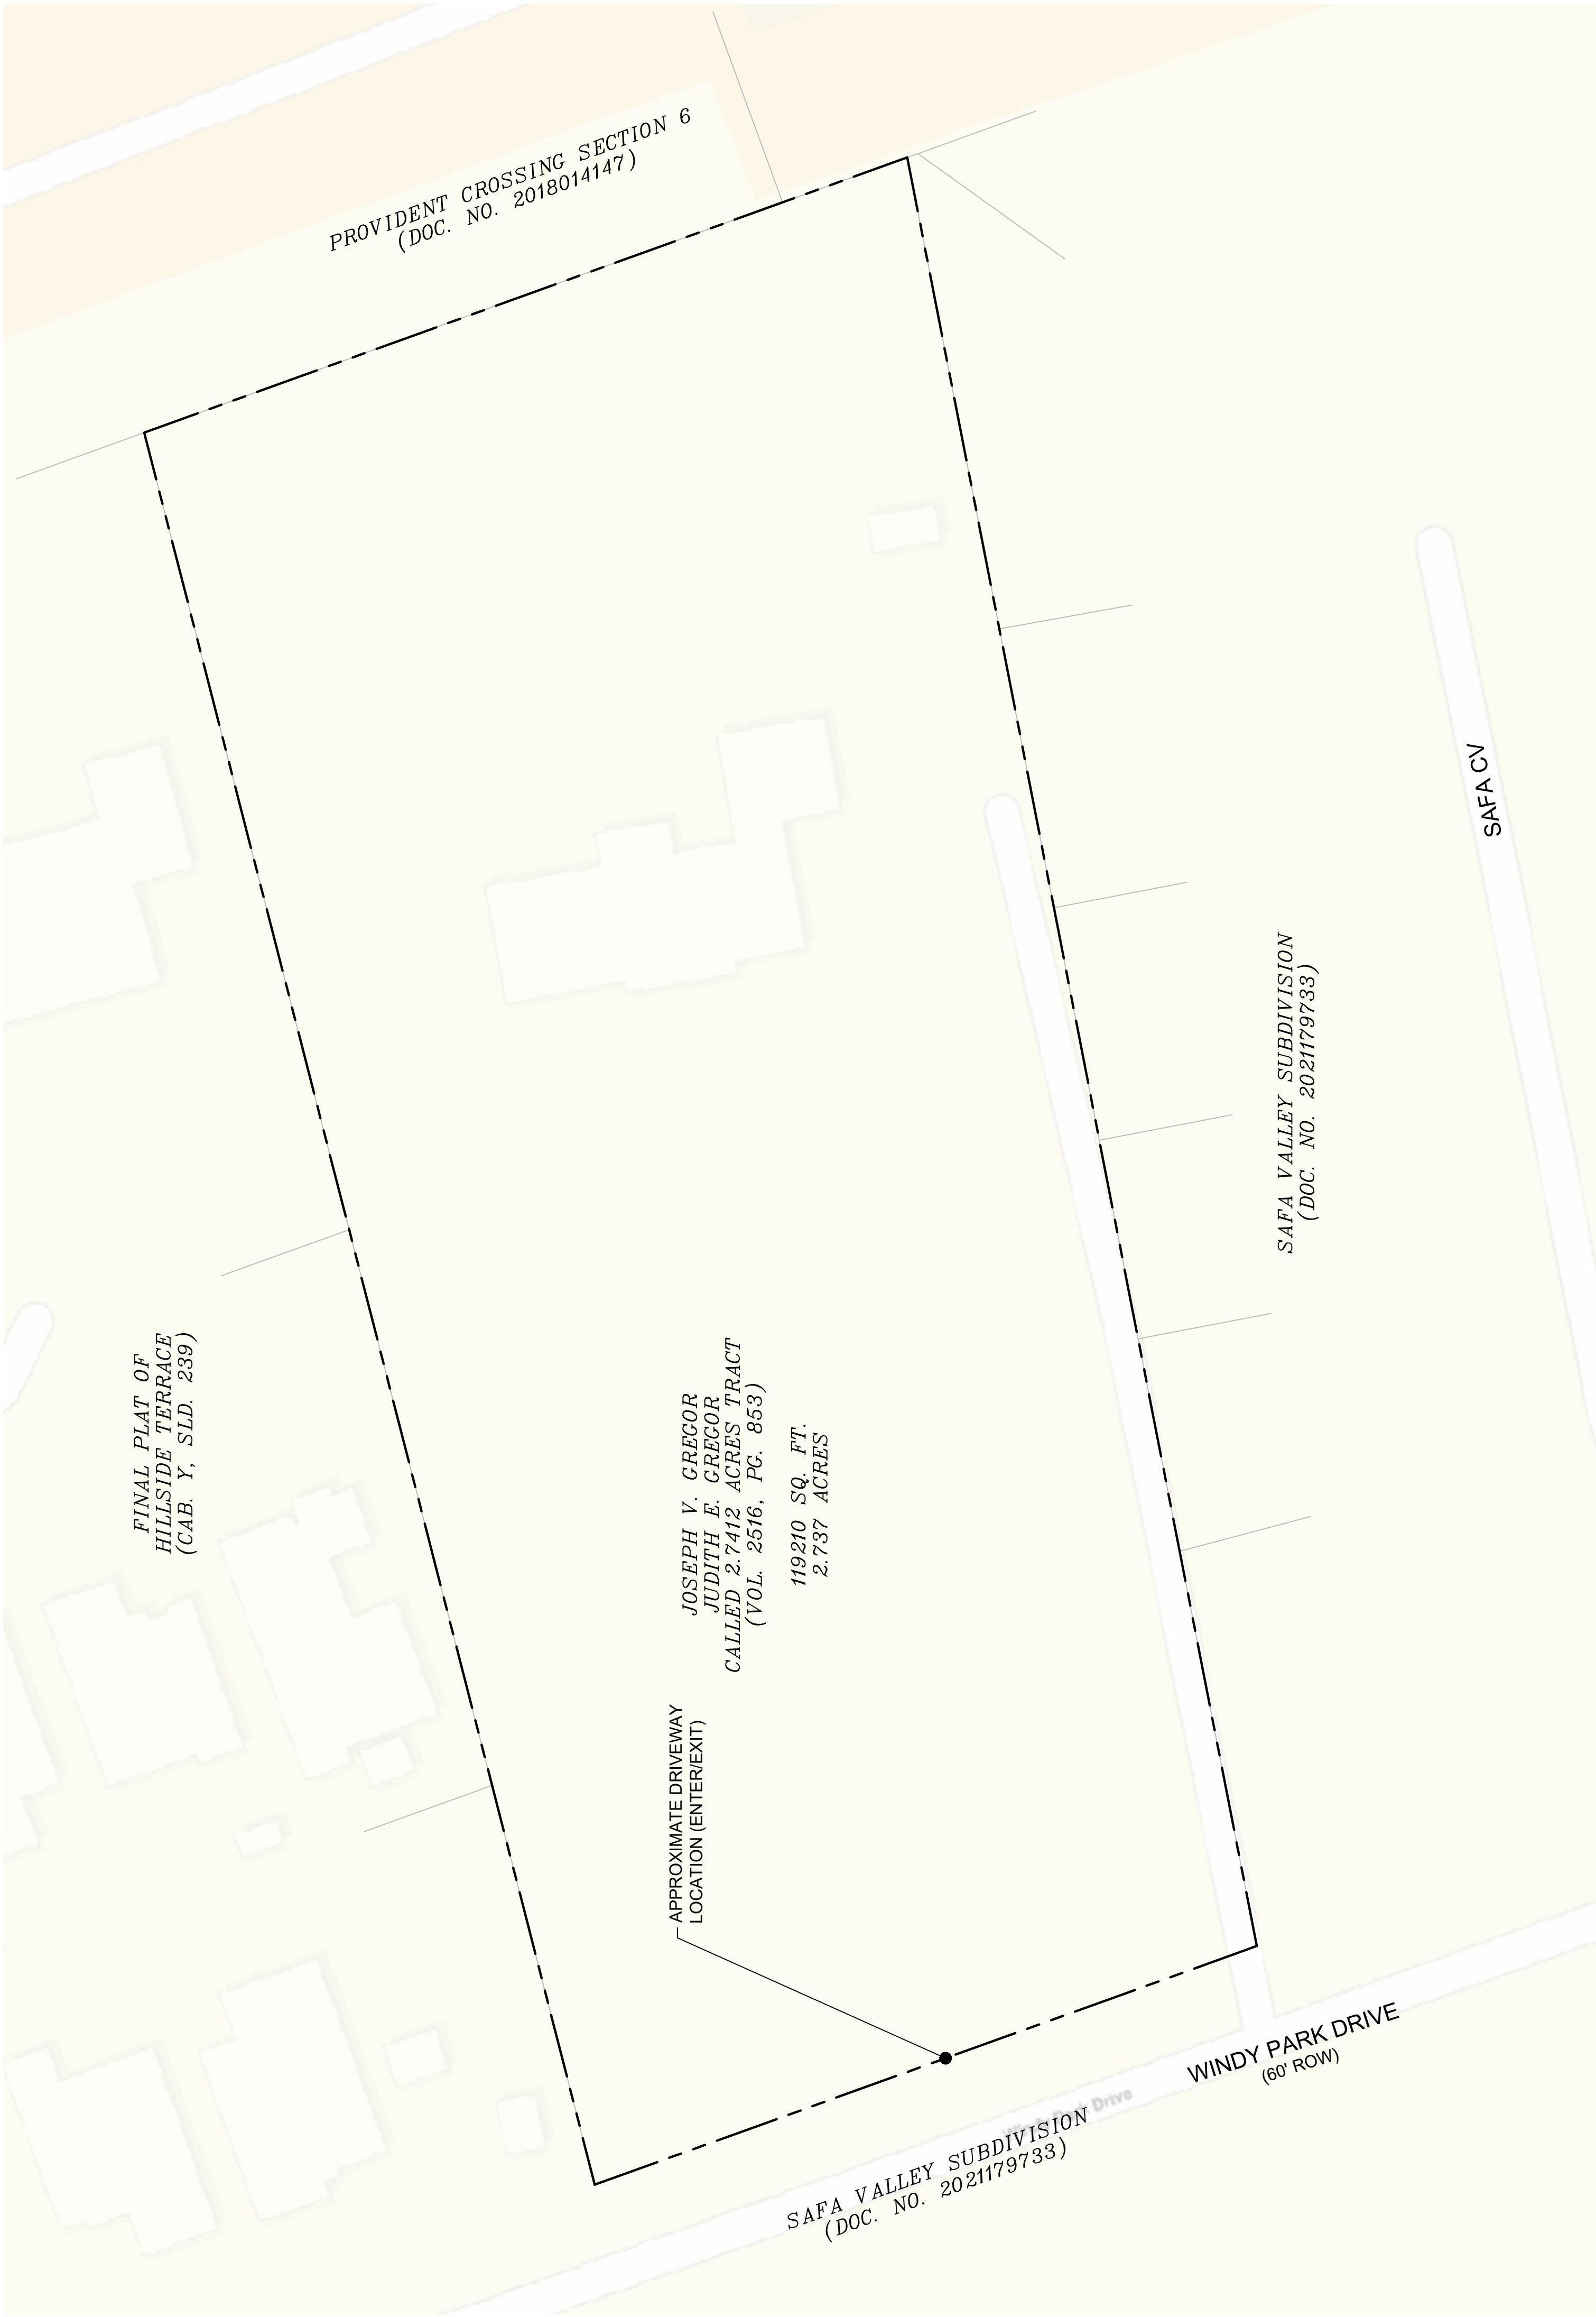 PROVIDENT CROSSING SECTION 6
(DOC. NO. 2018014147)
SAFA CV
SAFA VALLEY SUBDIVISION
(DOC. NO. 2021179733)
FINAL PLAT OF
HILLSIDE TERRACE
(CAB. Y, SLD. 239)
JOSEPH V. GREGOR
JUDITH E. GREGOR
CALLED 2.7412 ACRES TRACT
(VOL. 2516, PG. 853)
119210 SQ. FT.
2.737 ACRES
APPROXIMATE DRIVEWAY
LOCATION (ENTER/EXIT)
WINDY PARK DRIVE
(60' ROW)
Windy Park Drive
SAFA VALLEY SUBDIVISION
(DOC. NO. 2021179733)